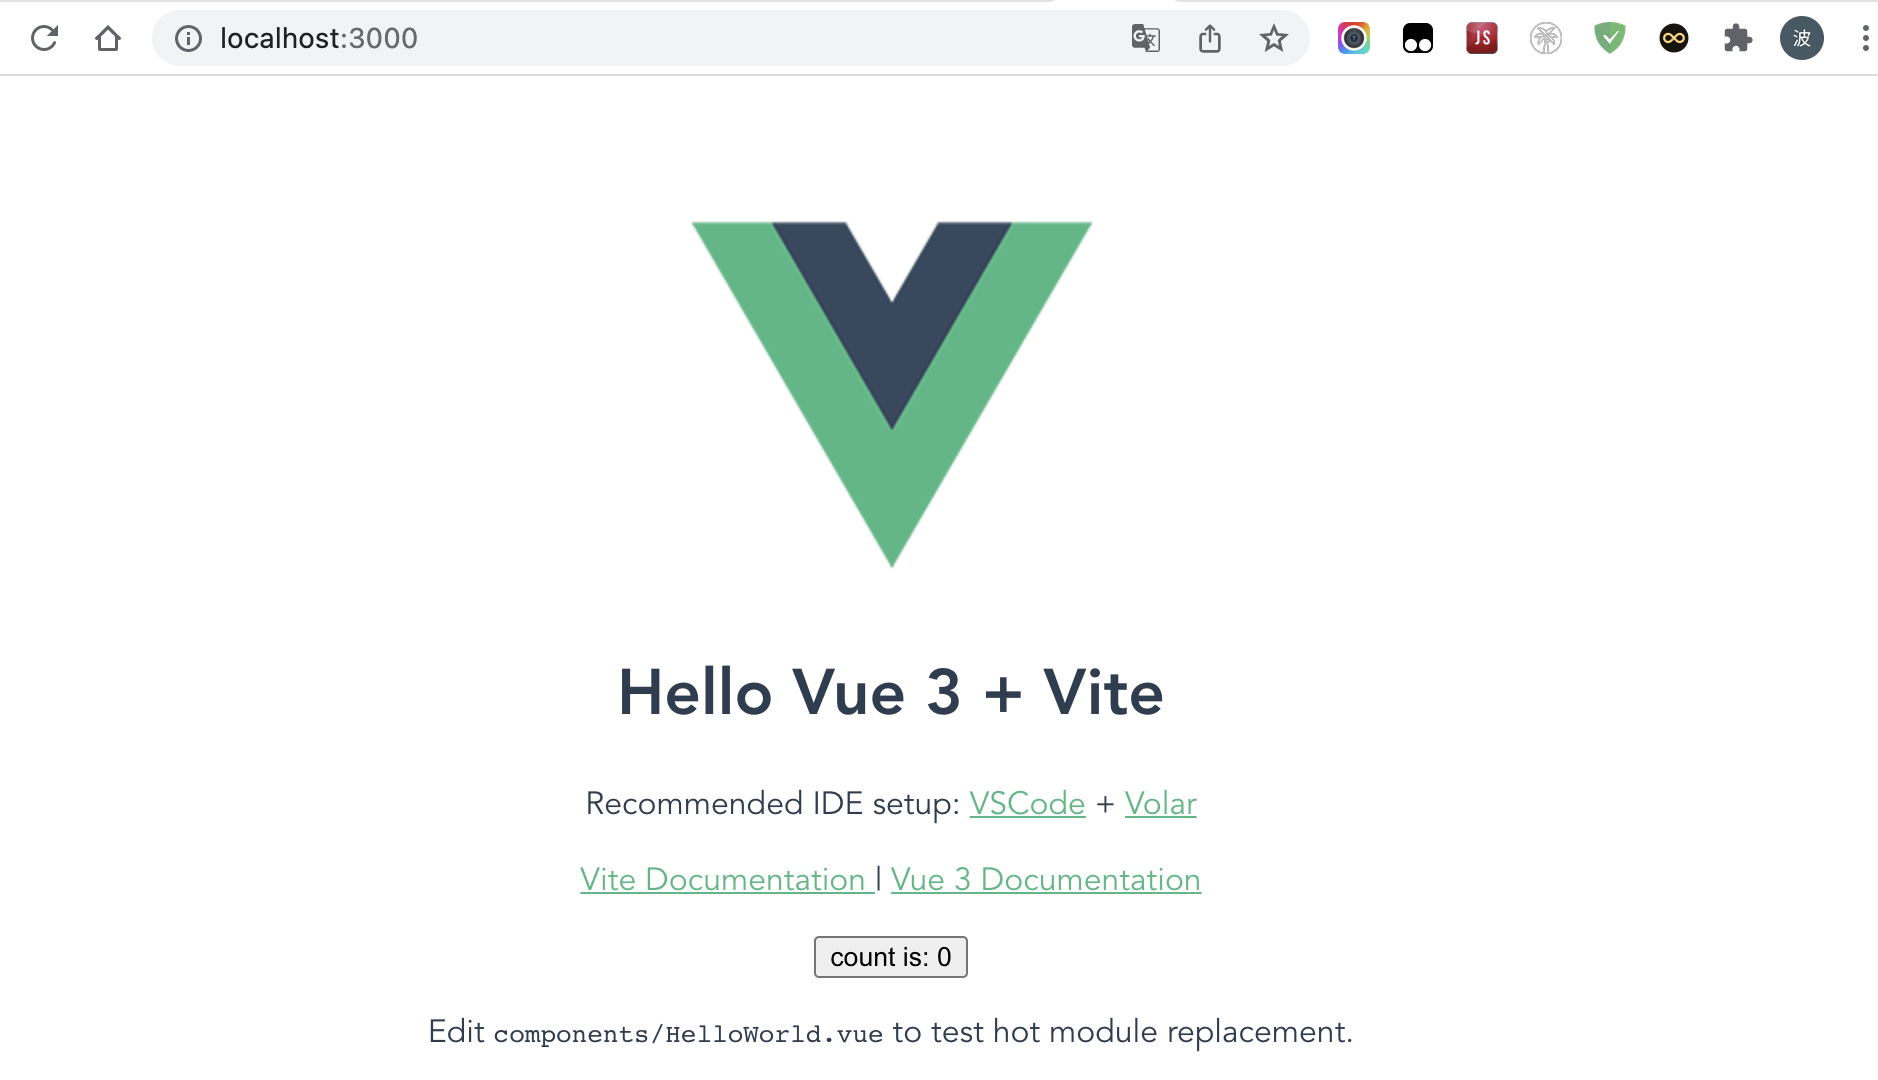 localhost:3000
JS
波
Hello Vue 3 + Vite
Recommended IDE setup: VSCode + Volar
Vite Documentation | Vue 3 Documentation
count is: 0
Edit components/HelloWorld.vue to test hot module replacement.